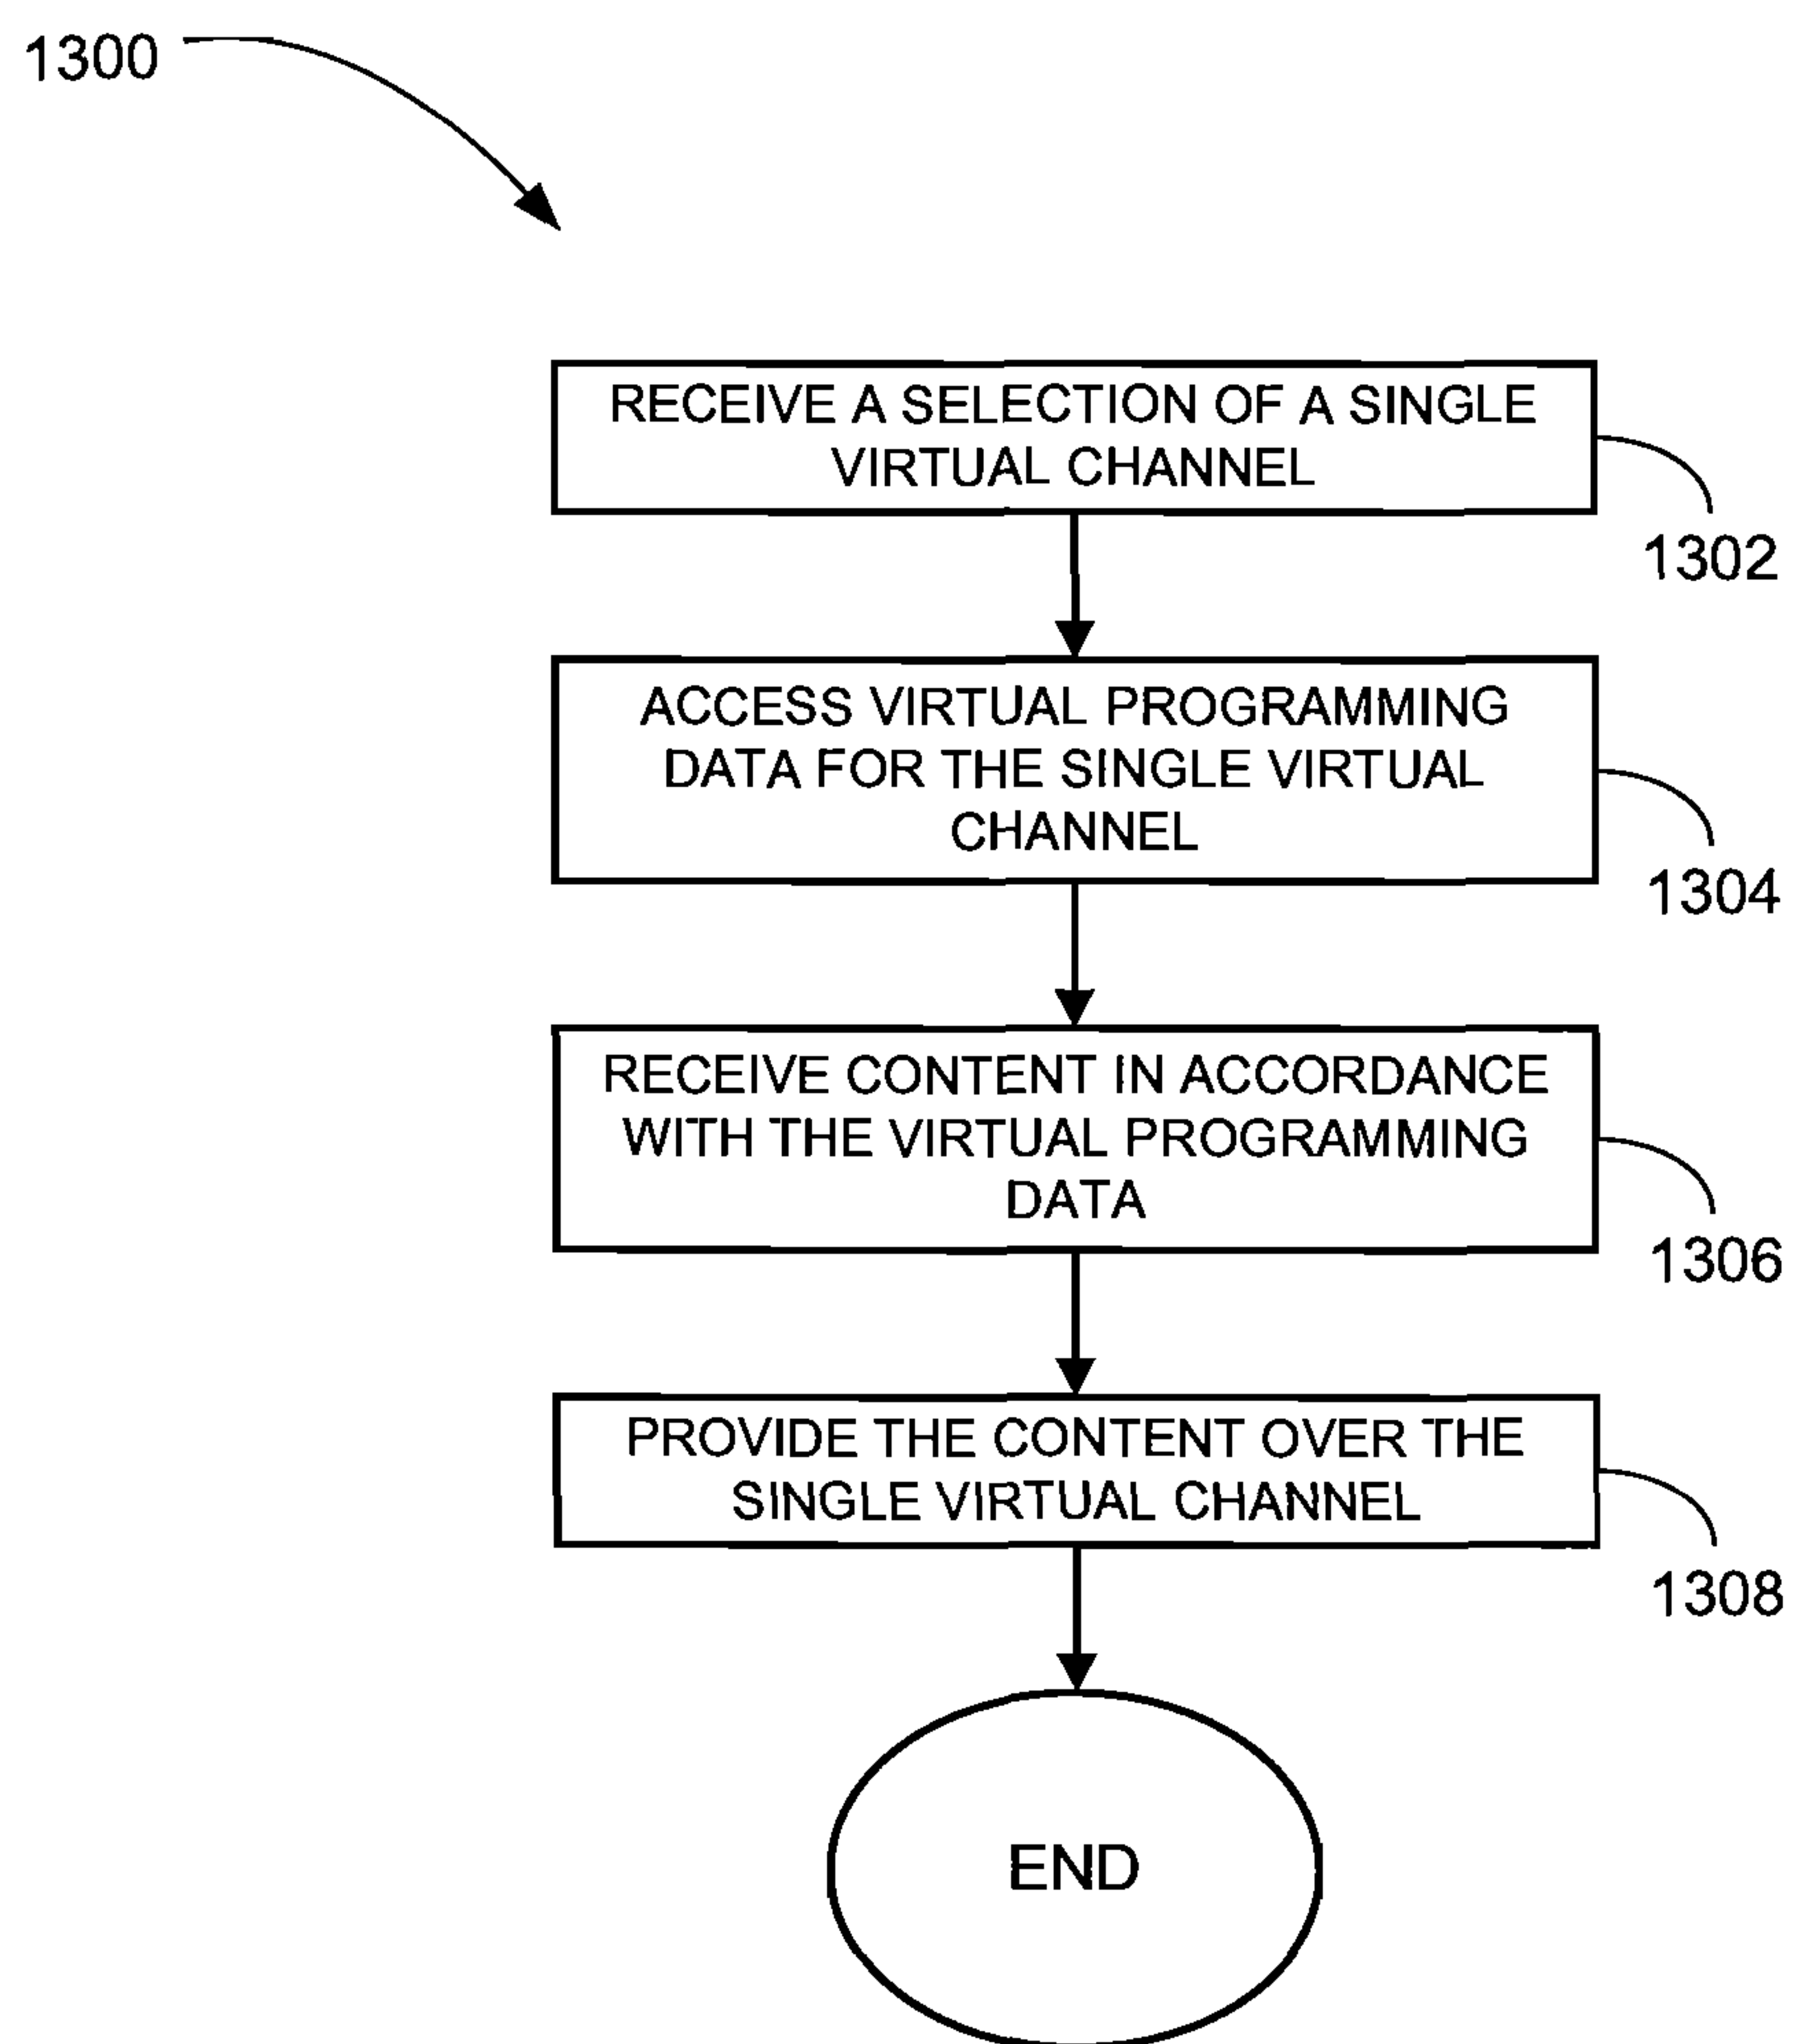 1300
RECEIVE A SELECTION OF A SINGLE
VIRTUAL CHANNEL
1302
ACCESS VIRTUAL PROGRAMMING
DATA FOR THE SINGLE VIRTUAL
CHANNEL
1304
RECEIVE CONTENT IN ACCORDANCE
WITH THE VIRTUAL PROGRAMMING
DATA
1306
PROVIDE THE CONTENT OVER THE
SINGLE VIRTUAL CHANNEL
1308
END